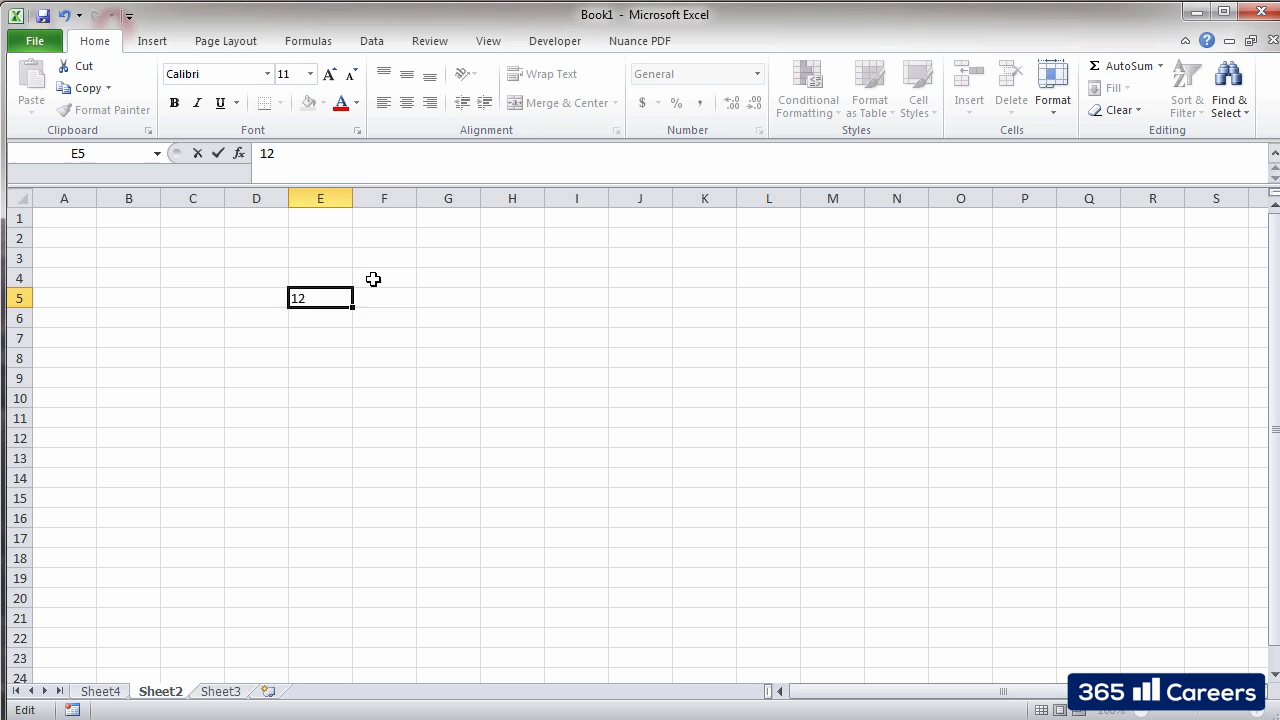 Book1 - Microsoft Excel
File Home Insert Page Layout Formulas Data Review View Developer Nuance PDF
Paste
Cut
Copy
Format Painter
Clipboard
Calibri 11
B I U
Font
Wrap Text
Merge & Center
Alignment
General
$ % ,
Number
Conditional Formatting
Format as Table
Cell Styles
Styles
Insert Delete Format
Cells
Σ AutoSum
Fill
Clear
Sort & Filter
Find & Select
Editing
E5 fx 12
A B C D E F G H J K L M N O P Q R S
1
2
3
4
5 12
6
7
8
9
10
11
12
13
14
15
16
17
18
19
20
21
22
23
24
Sheet4 Sheet2 Sheet3
365 Careers
Edit 100%